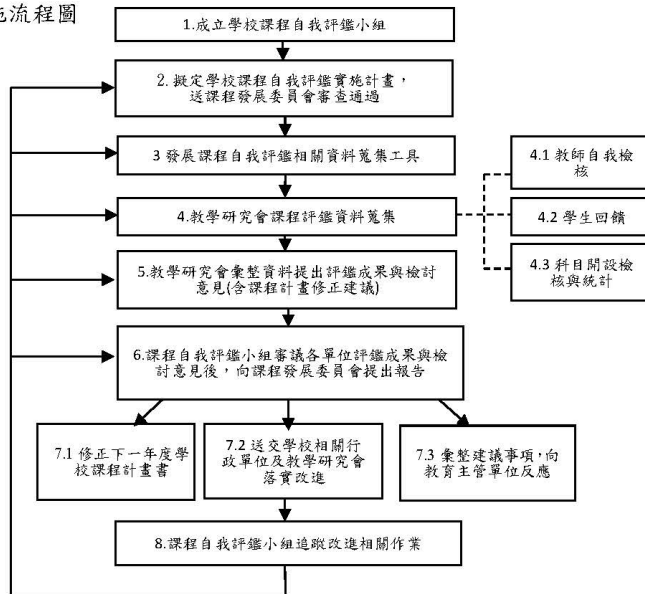 施流程圖
1.成立學校課程自我評鑑小組
2.擬定學校課程自我評鑑實施計畫，
送課程發展委員會審查通過
3 發展課程自我評鑑相關資料蒐集工具
4.教學研究會課程評鑑資料蒐集
4.1 教師自我檢
核
4.2 學生回饋
4.3 科目開設檢
核與統計
5.教學研究會彙整資料提出評鑑成果與檢討
意見(含課程計畫修正建議)
6.課程自我評鑑小組審議各單位評鑑成果與檢
討意見後，向課程發展委員會提出報告
7.1 修正下一年度學
校課程計畫書
7.2 送交學校相關行
政單位及教學研究會
落實改進
7.3 彙整建議事項，向
教育主管單位反應
8.課程自我評鑑小組追蹤改進相關作業